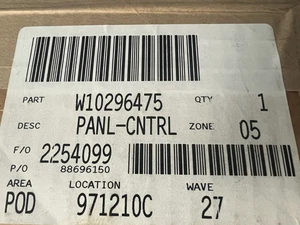 PART W10296475 QTY 1
DESC PANL-CNTRL ZONE 05
F/O 2254099
P/O 88696150
AREA LOCATION WAVE
POD 971210C 27